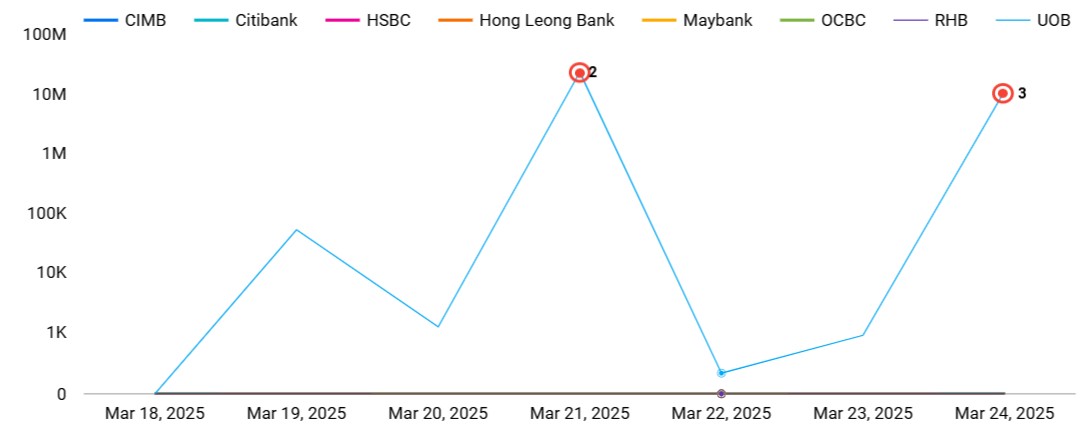 CIMB Citibank HSBC Hong Leong Bank Maybank OCBC RHB UOB
100M
2
10M
3
1M
100K
10K
1K
0
Mar 18, 2025 Mar 19, 2025 Mar 20, 2025 Mar 21, 2025 Mar 22, 2025 Mar 23, 2025 Mar 24, 2025